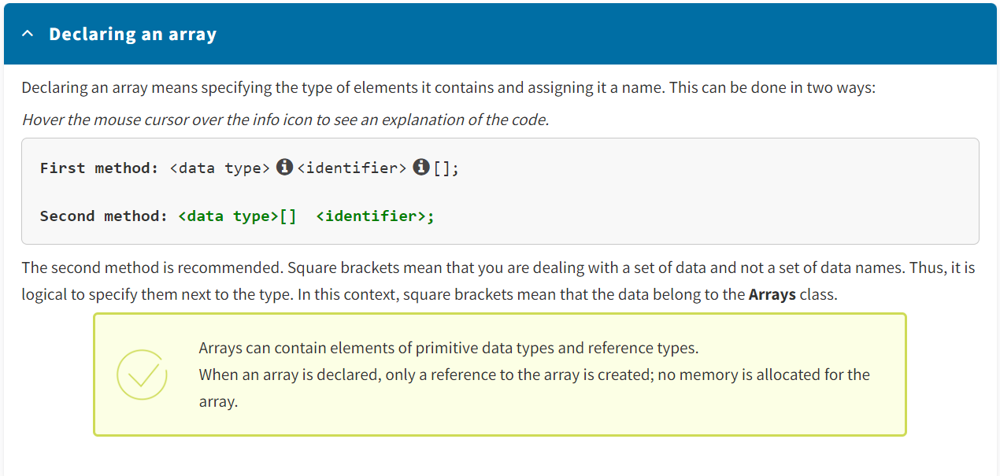 Declaring an array
Declaring an array means specifying the type of elements it contains and assigning it a name. This can be done in two ways:
Hover the mouse cursor over the info icon to see an explanation of the code.
First method: <data type> i <identifier> i [];
Second method: <data type>[]  <identifier>;
The second method is recommended. Square brackets mean that you are dealing with a set of data and not a set of data names. Thus, it is
logical to specify them next to the type. In this context, square brackets mean that the data belong to the Arrays class.
Arrays can contain elements of primitive data types and reference types.
When an array is declared, only a reference to the array is created; no memory is allocated for the
array.